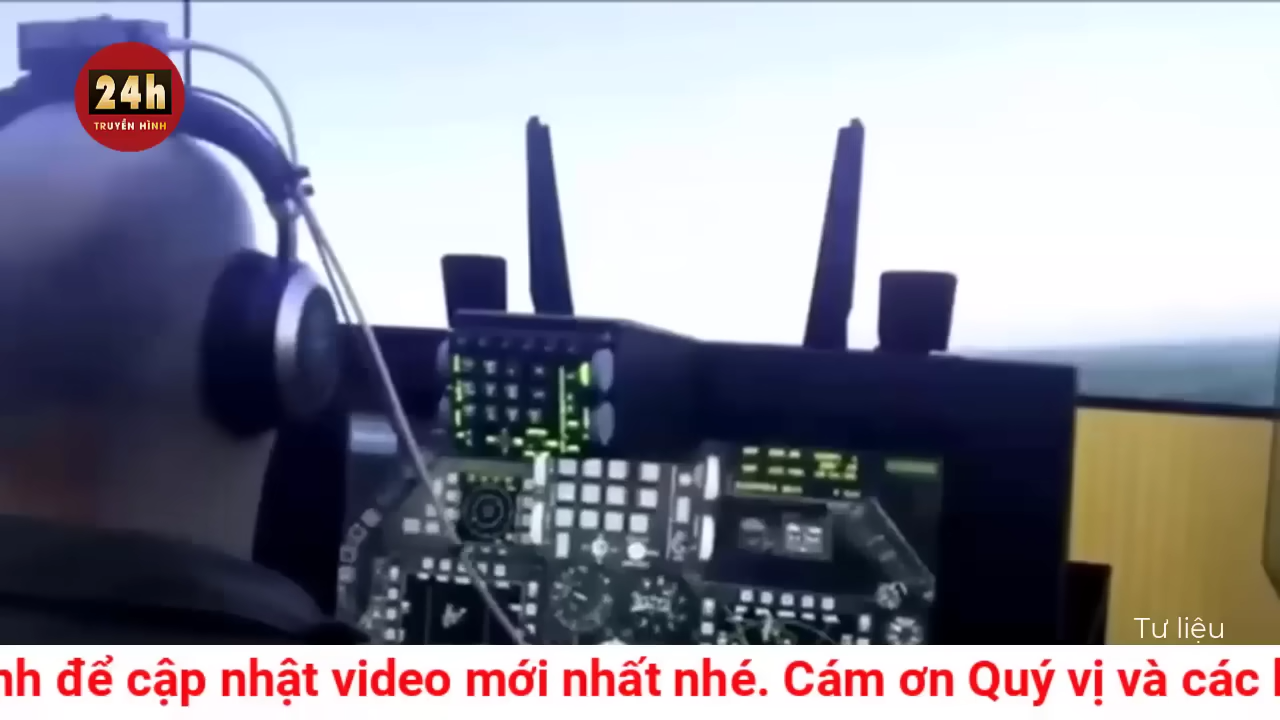 24h
TRUYỀN HÌNH
Tư liệu
nh để cập nhật video mới nhất nhé. Cám ơn Quý vị và các